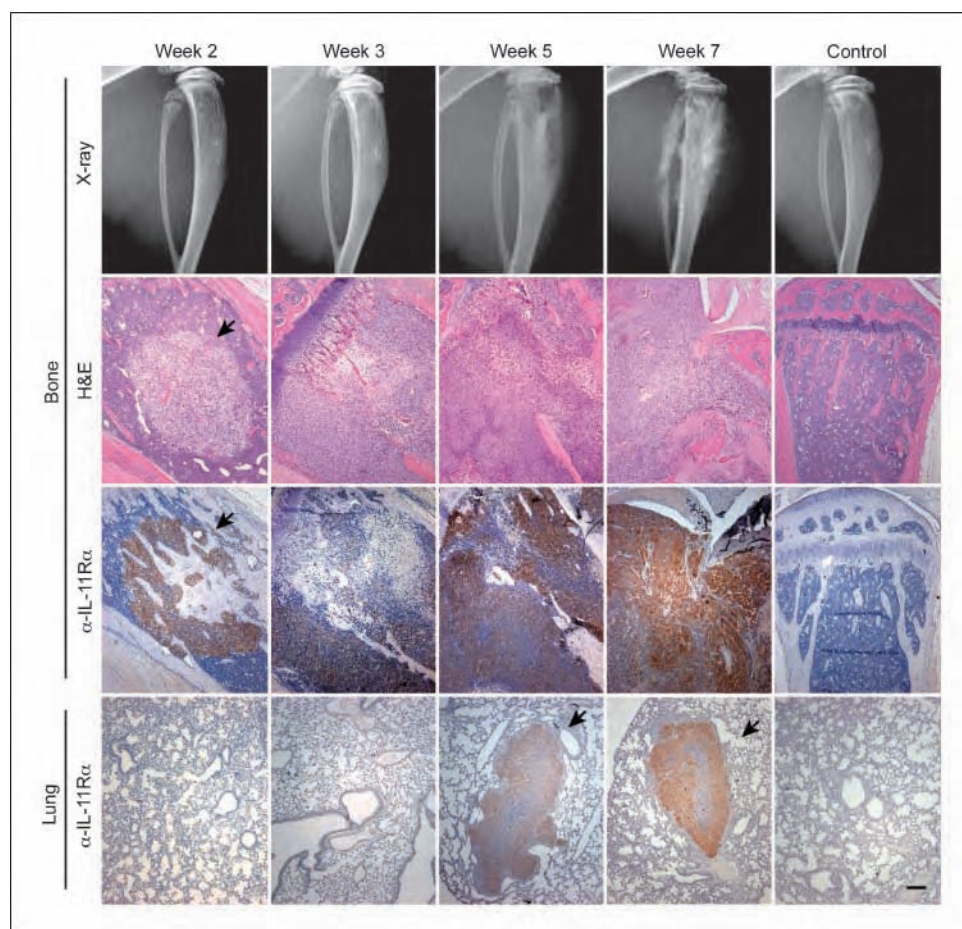 Week 2
Week 3
Week 5
Week 7
Control
Bone
X-ray
H&E
α-IL-11Rα
Lung
α-IL-11Rα